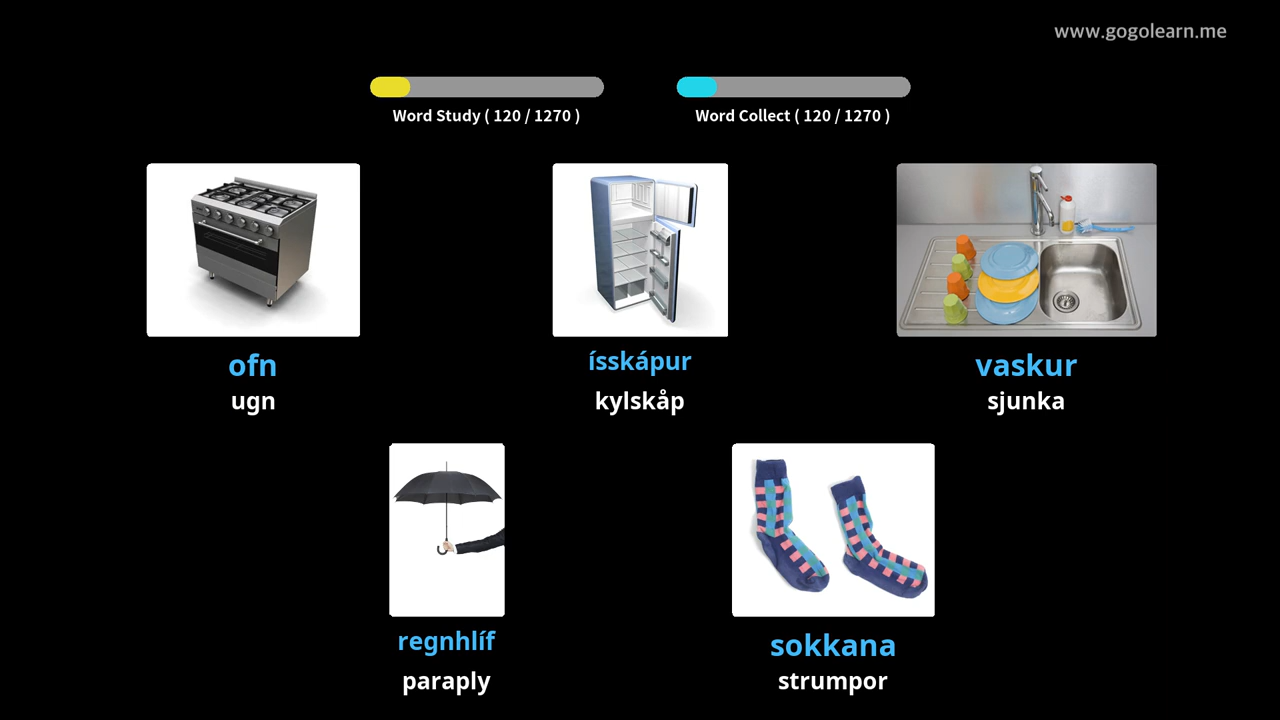 www.gogolearn.me
Word Study ( 120 / 1270 )
Word Collect ( 120 / 1270 )
ofn
ugn
ísskápur
kylskåp
vaskur
sjunka
regnhlíf
paraply
sokkana
strumpor